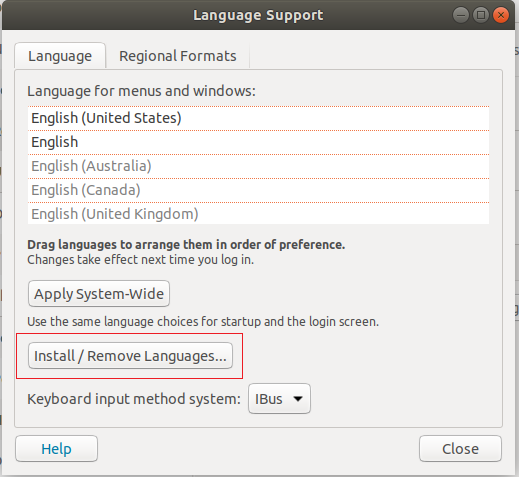 Language Support
Language
Regional Formats
Language for menus and windows:
English (United States)
English
English (Australia)
English (Canada)
English (United Kingdom)
Drag languages to arrange them in order of preference.
Changes take effect next time you log in.
Apply System-Wide
Use the same language choices for startup and the login screen.
Install / Remove Languages...
Keyboard input method system: IBus
Help
Close